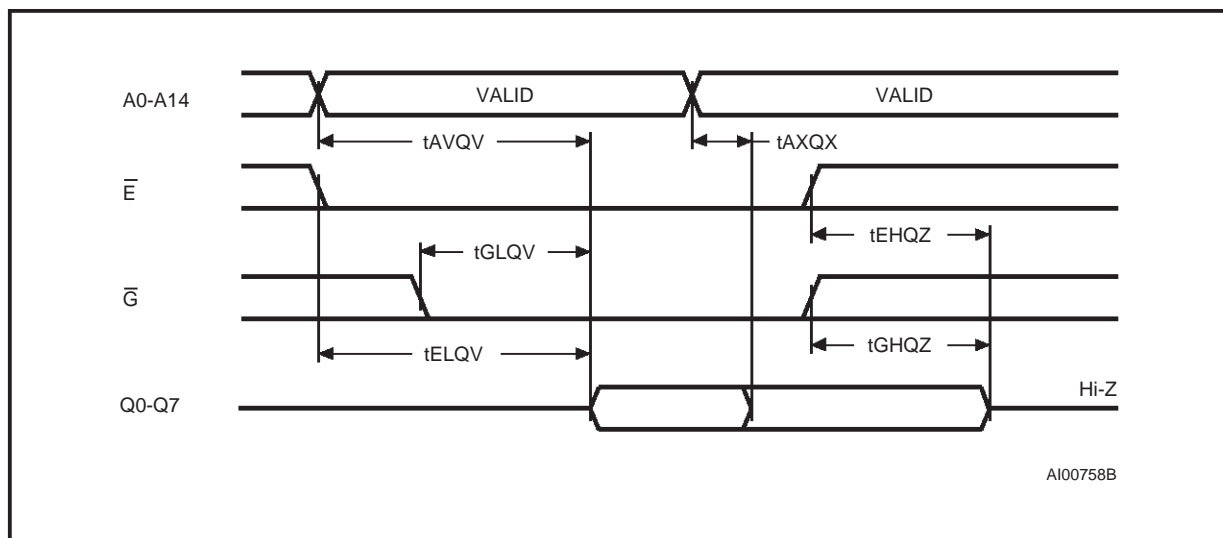 A0-A14
VALID
VALID
tAVQV
tAXQX
E̅
tEHQZ
tGLQV
G̅
tGHQZ
tELQV
Hi-Z
Q0-Q7
AI00758B